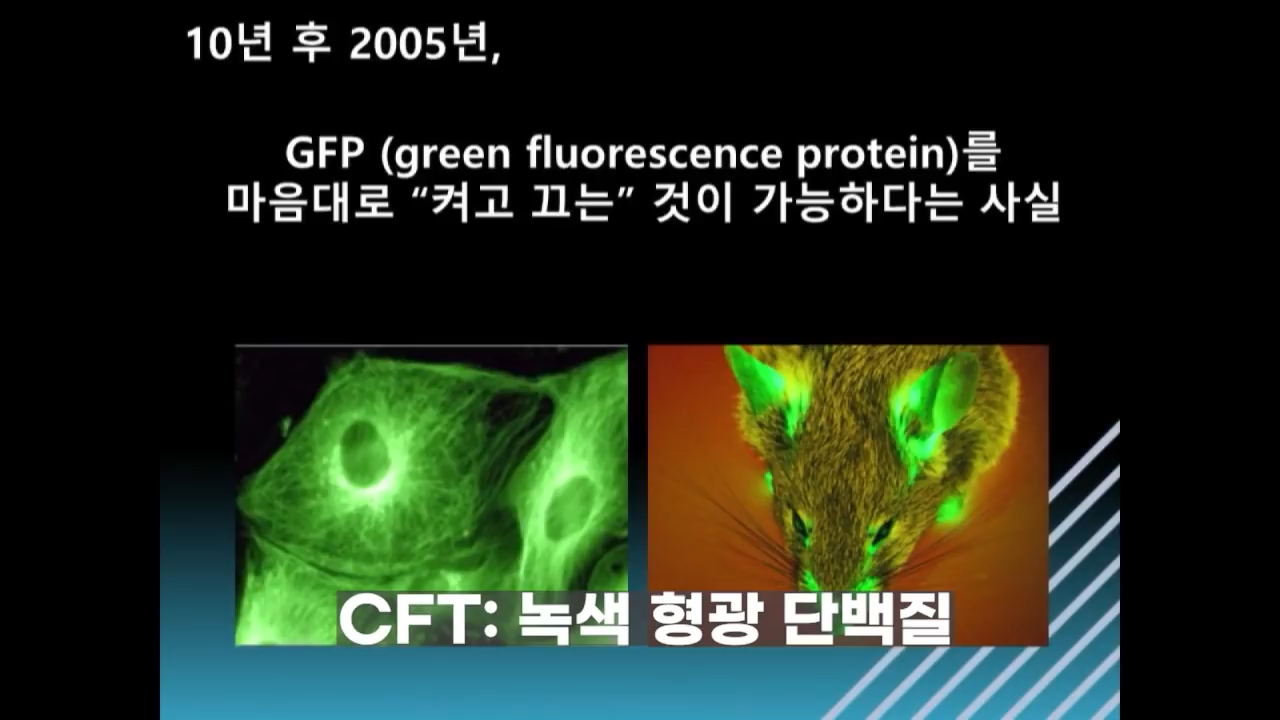 10년 후 2005년,
GFP (green fluorescence protein)를
마음대로 “켜고 끄는” 것이 가능하다는 사실
CFT: 녹색 형광 단백질